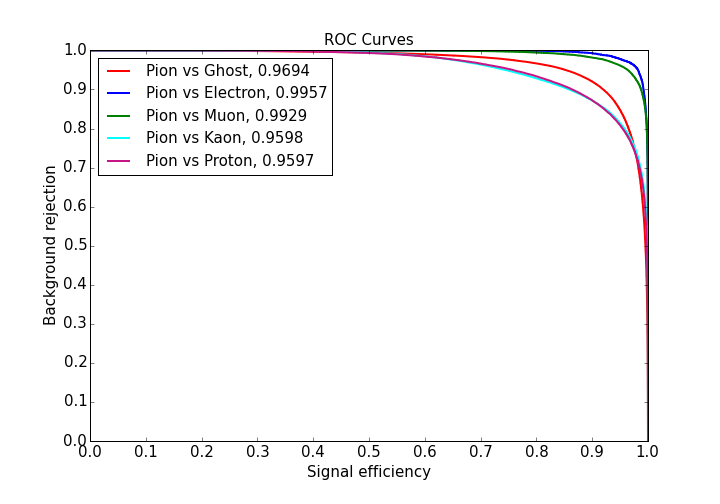 ROC Curves
Pion vs Ghost, 0.9694
Pion vs Electron, 0.9957
Pion vs Muon, 0.9929
Pion vs Kaon, 0.9598
Pion vs Proton, 0.9597
Background rejection
1.0
0.9
0.8
0.7
0.6
0.5
0.4
0.3
0.2
0.1
0.0
0.0 0.1 0.2 0.3 0.4 0.5 0.6 0.7 0.8 0.9 1.0
Signal efficiency